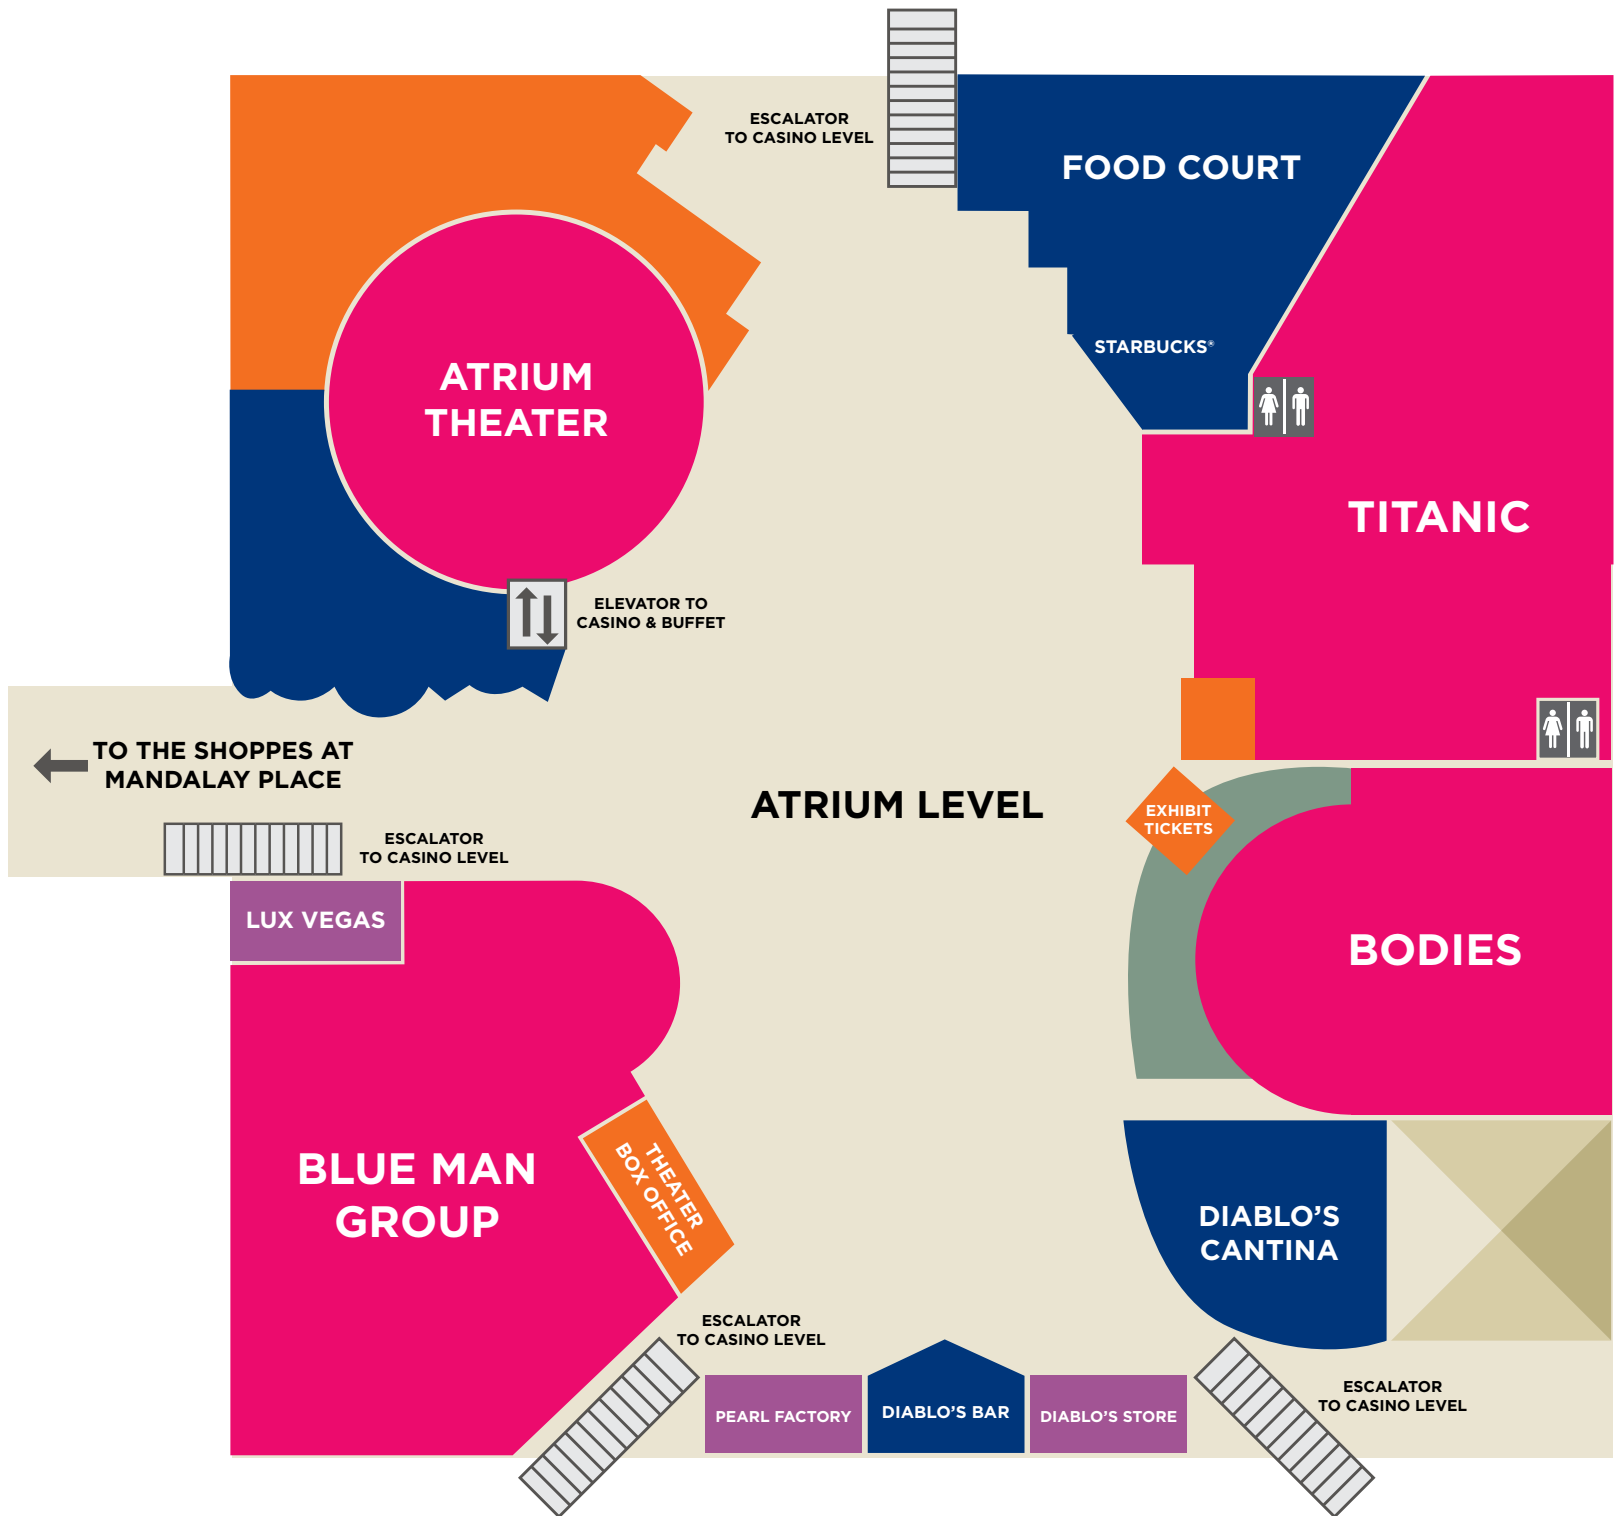 ESCALATOR
TO CASINO LEVEL
FOOD COURT
STARBUCKS®
ATRIUM
THEATER
TITANIC
ELEVATOR TO
CASINO & BUFFET
TO THE SHOPPES AT
MANDALAY PLACE
ATRIUM LEVEL
EXHIBIT
TICKETS
ESCALATOR
TO CASINO LEVEL
LUX VEGAS
BODIES
BLUE MAN
GROUP
THEATER
BOX OFFICE
DIABLO’S
CANTINA
ESCALATOR
TO CASINO LEVEL
PEARL FACTORY
DIABLO’S BAR
DIABLO’S STORE
ESCALATOR
TO CASINO LEVEL